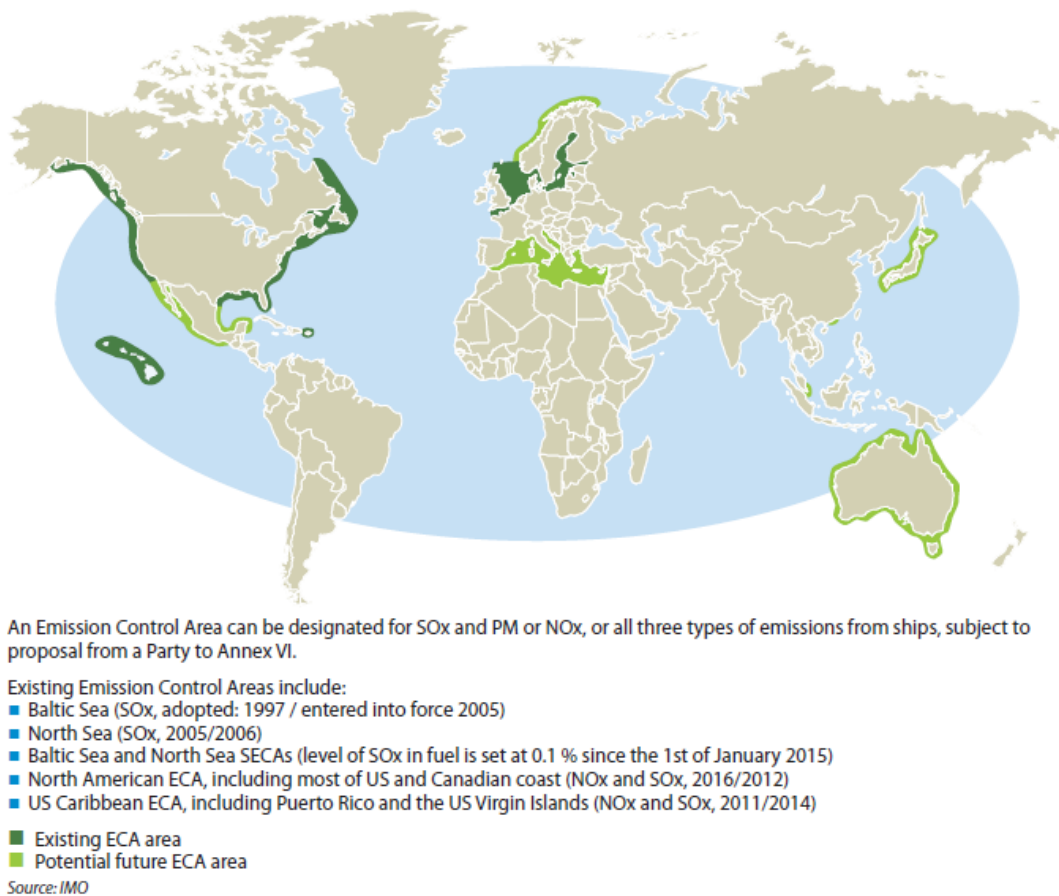 An Emission Control Area can be designated for SOx and PM or NOx, or all three types of emissions from ships, subject to
proposal from a Party to Annex VI.
Existing Emission Control Areas include:
Baltic Sea (SOx, adopted: 1997 / entered into force 2005)
North Sea (SOx, 2005/2006)
Baltic Sea and North Sea SECAs (level of SOx in fuel is set at 0.1 % since the 1st of January 2015)
North American ECA, including most of US and Canadian coast (NOx and SOx, 2016/2012)
US Caribbean ECA, including Puerto Rico and the US Virgin Islands (NOx and SOx, 2011/2014)
Existing ECA area
Potential future ECA area
Source: IMO